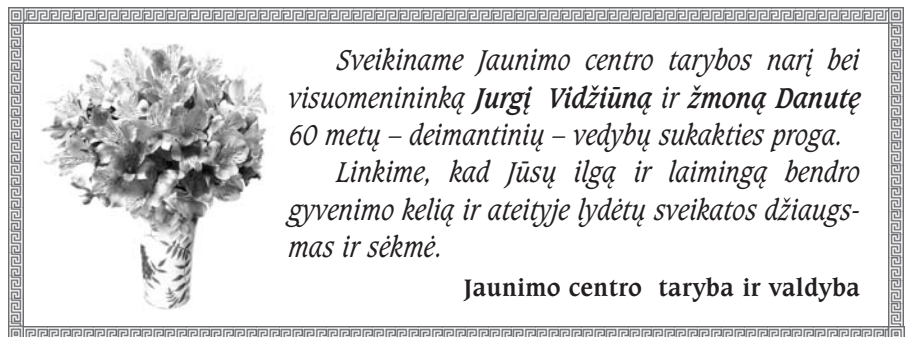 Sveikiname Jaunimo centro tarybos narį bei
visuomenininką Jurgį Vidžiūną ir žmoną Danutę
60 metų – deimantinių – vedybų sukakties proga.
Linkime, kad Jūsų ilgą ir laimingą bendro
gyvenimo kelią ir ateityje lydėtų sveikatos džiaugs-
mas ir sėkmė.
Jaunimo centro taryba ir valdyba